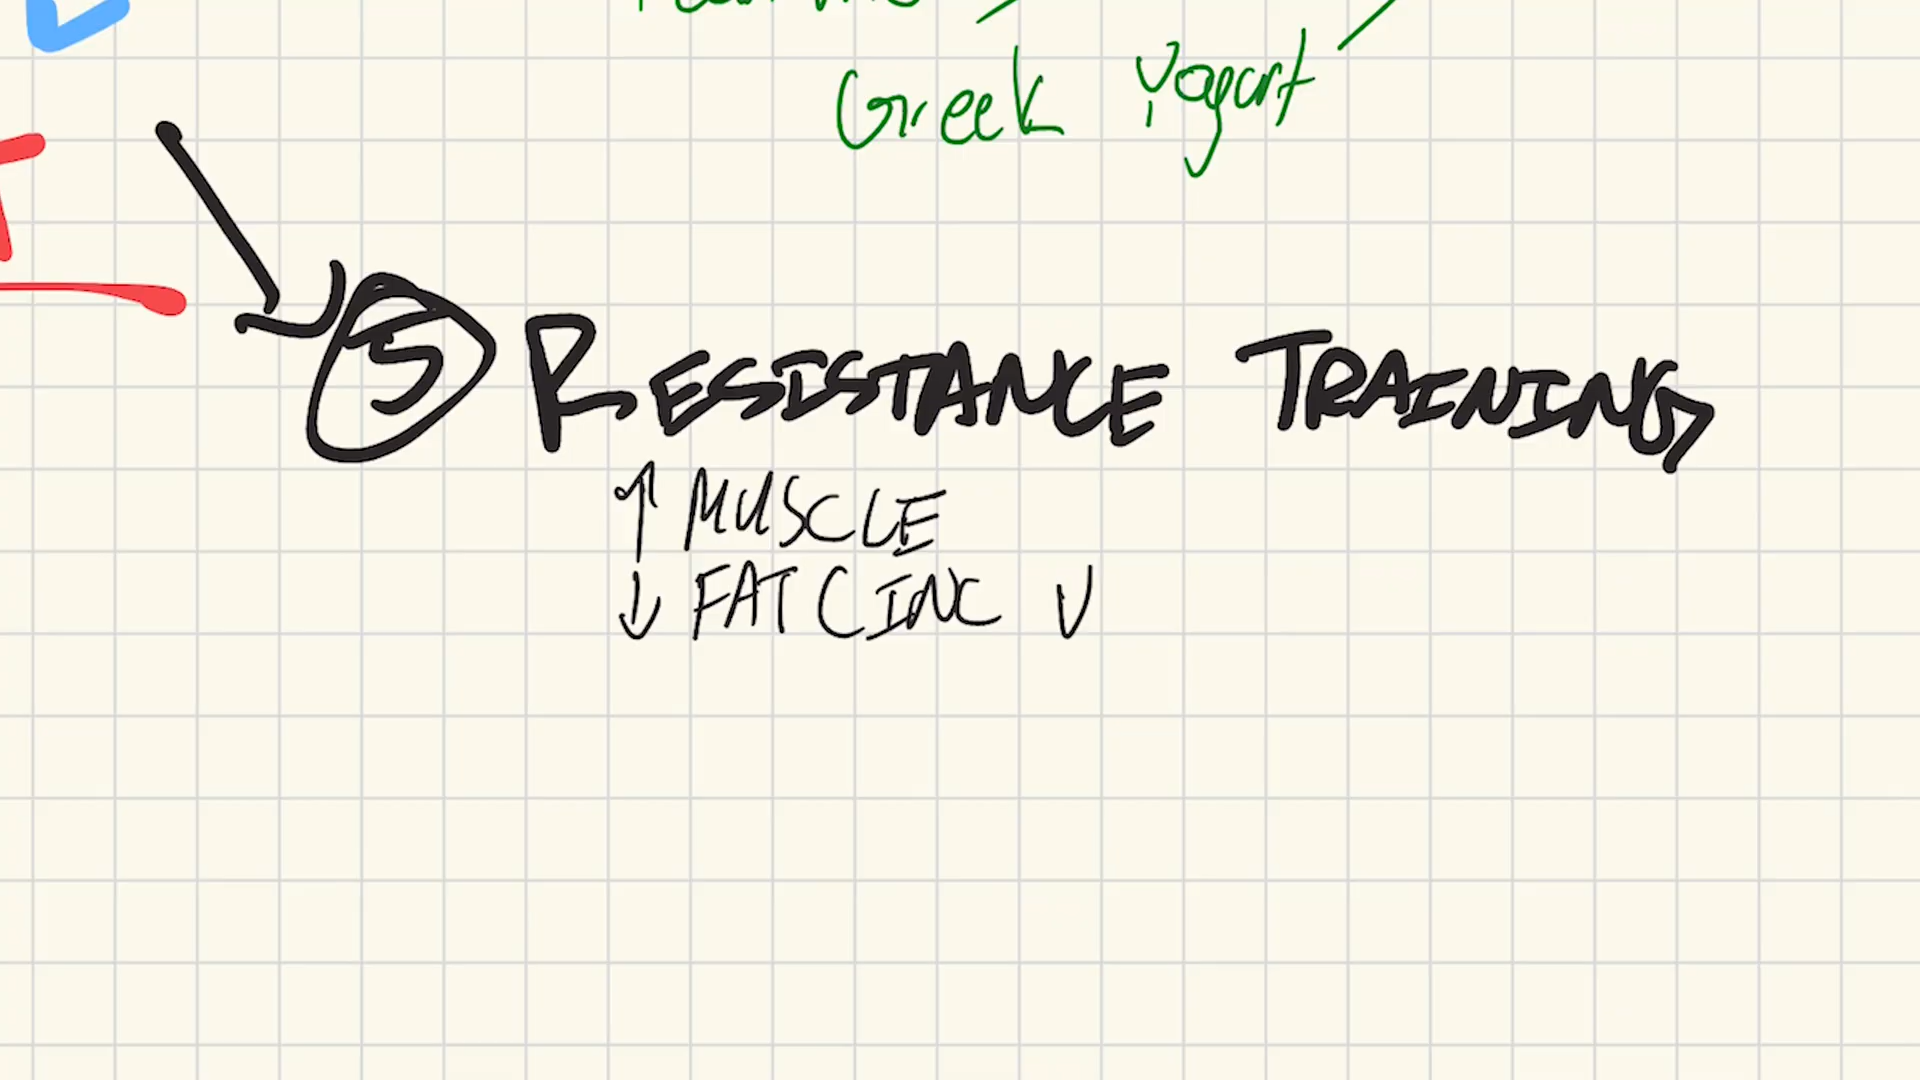 Greek Yogurt
5 RESISTANCE TRAINING
↑ MUSCLE
↓ FAT (INC V